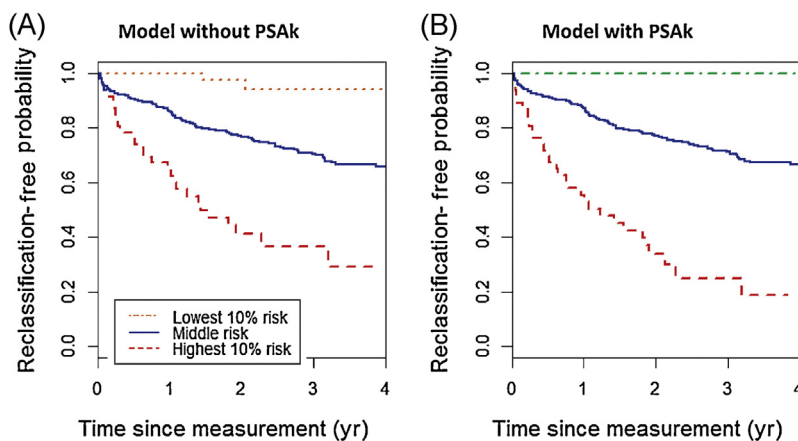 (A)
Model without PSAk
Reclassification-free probability
1.0
0.8
0.6
0.4
0.2
0.0
Lowest 10% risk
Middle risk
Highest 10% risk
0 1 2 3 4
Time since measurement (yr)
(B)
Model with PSAk
Reclassification- free probability
1.0
0.8
0.6
0.4
0.2
0.0
0 1 2 3 4
Time since measurement (yr)